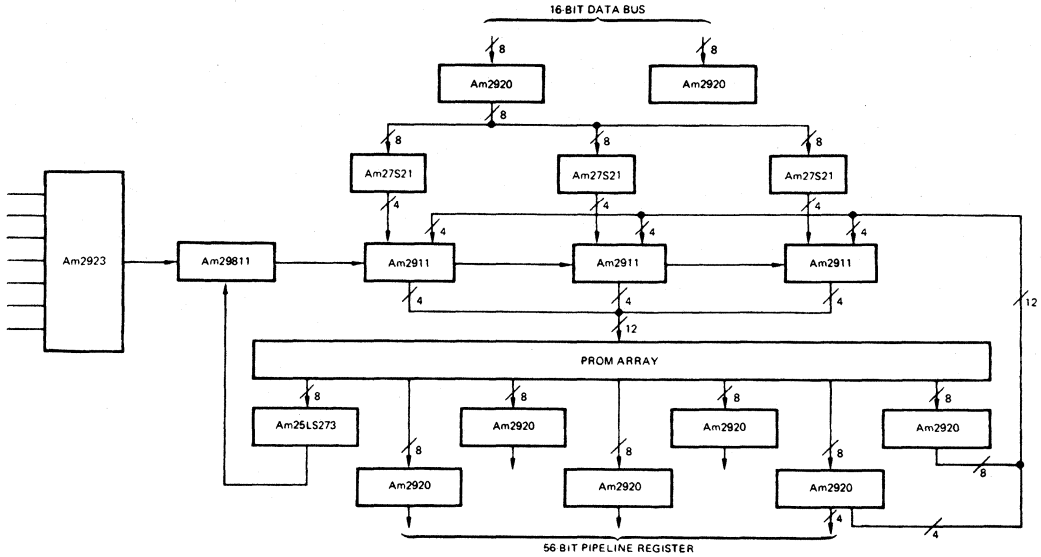 16-BIT DATA BUS
8 8
Am2920 Am2920
8
8 8 8
Am27S21 Am27S21 Am27S21
4 4 4
4 4 4
Am2923 Am29811 Am2911 Am2911 Am2911
4 4 4
12
12
PROM ARRAY
8 8 8 8
Am25LS273 Am2920 Am2920 Am2920
8 8 8
8
Am2920 Am2920 Am2920
4
4
56-BIT PIPELINE REGISTER